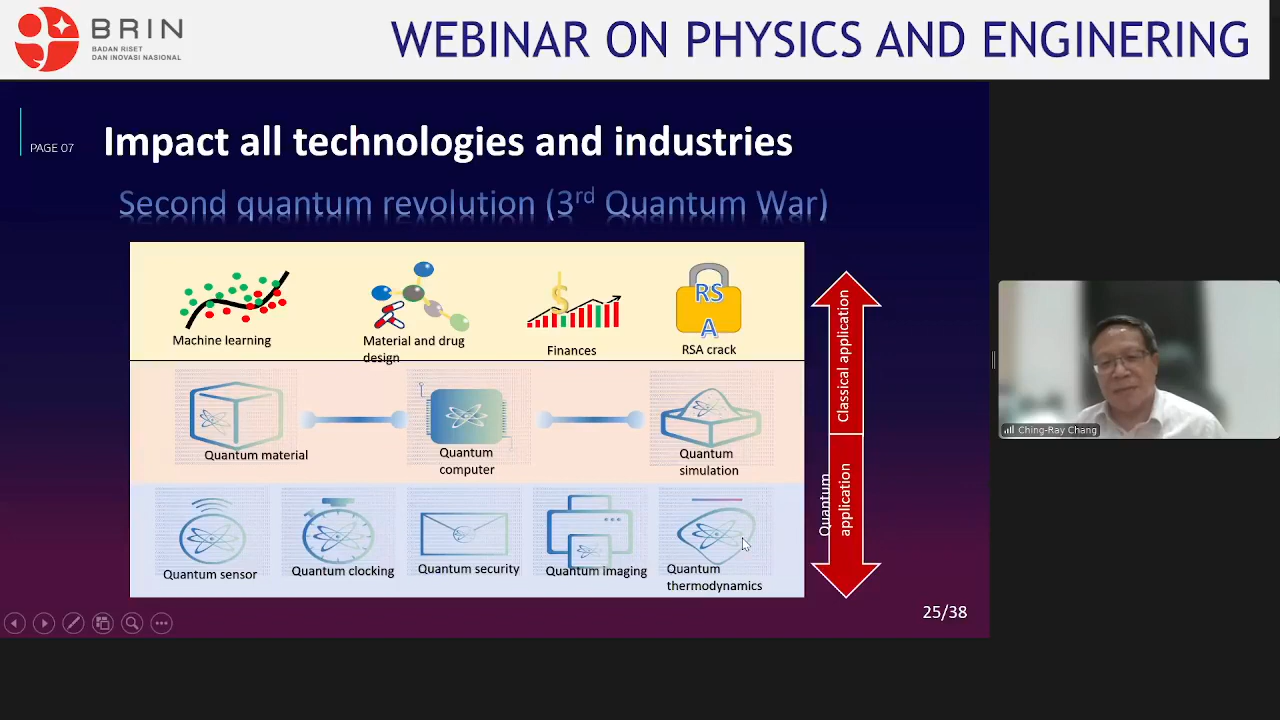 BRIN
BADAN RISET
DAN INOVASI NASIONAL
WEBINAR ON PHYSICS AND ENGINERING
PAGE 07
Impact all technologies and industries
Second quantum revolution (3rd Quantum War)
RS
A
Machine learning
Material and drug
design
Finances
RSA crack
Quantum material
Quantum
computer
Quantum
simulation
Quantum sensor
Quantum clocking
Quantum security
Quantum imaging
Quantum
thermodynamics
Classical application
Quantum
application
25/38
Ching-Ray Chang